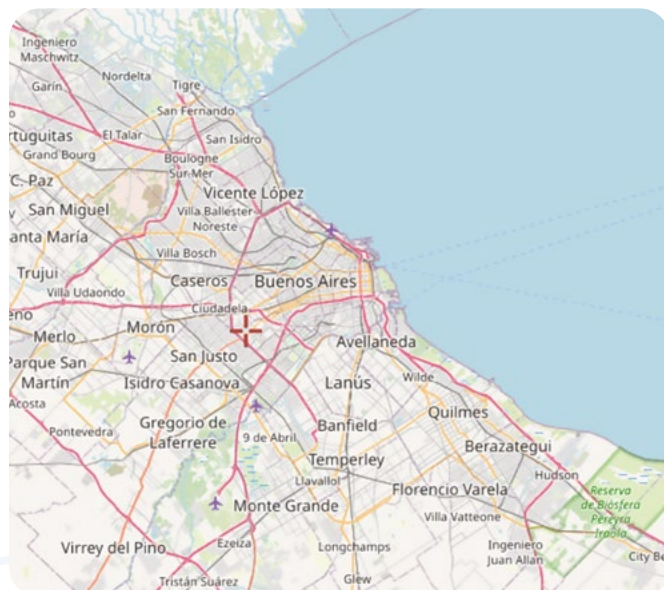 Ingeniero
Maschwitz
Nordelta
Tigre
Garín
San Fernando
rtuguitas
El Talar
San Isidro
Grand Bourg
Boulogne
Sur Mer
C. Paz
Vicente López
San Miguel
Villa Ballester
Noreste
anta María
Villa Bosch
Trujui
Caseros
Buenos Aires
Villa Udaondo
Ciudadela
eno
Merlo
Morón
Avellaneda
Parque San
Martín
San Justo
Isidro Casanova
Lanús
Wilde
Acosta
Quilmes
Gregorio de
Laferrere
Banfield
Pontevedra
9 de Abril
Berazategui
Temperley
Hudson
Llavallol
Florencio Varela
Reserva
de Biósfera
Pereyra
Iraola
Monte Grande
Villa Vatteone
Virrey del Pino
Ezeiza
Longchamps
Ingeniero
Juan Allan
City Be
Tristán Suárez
Glew